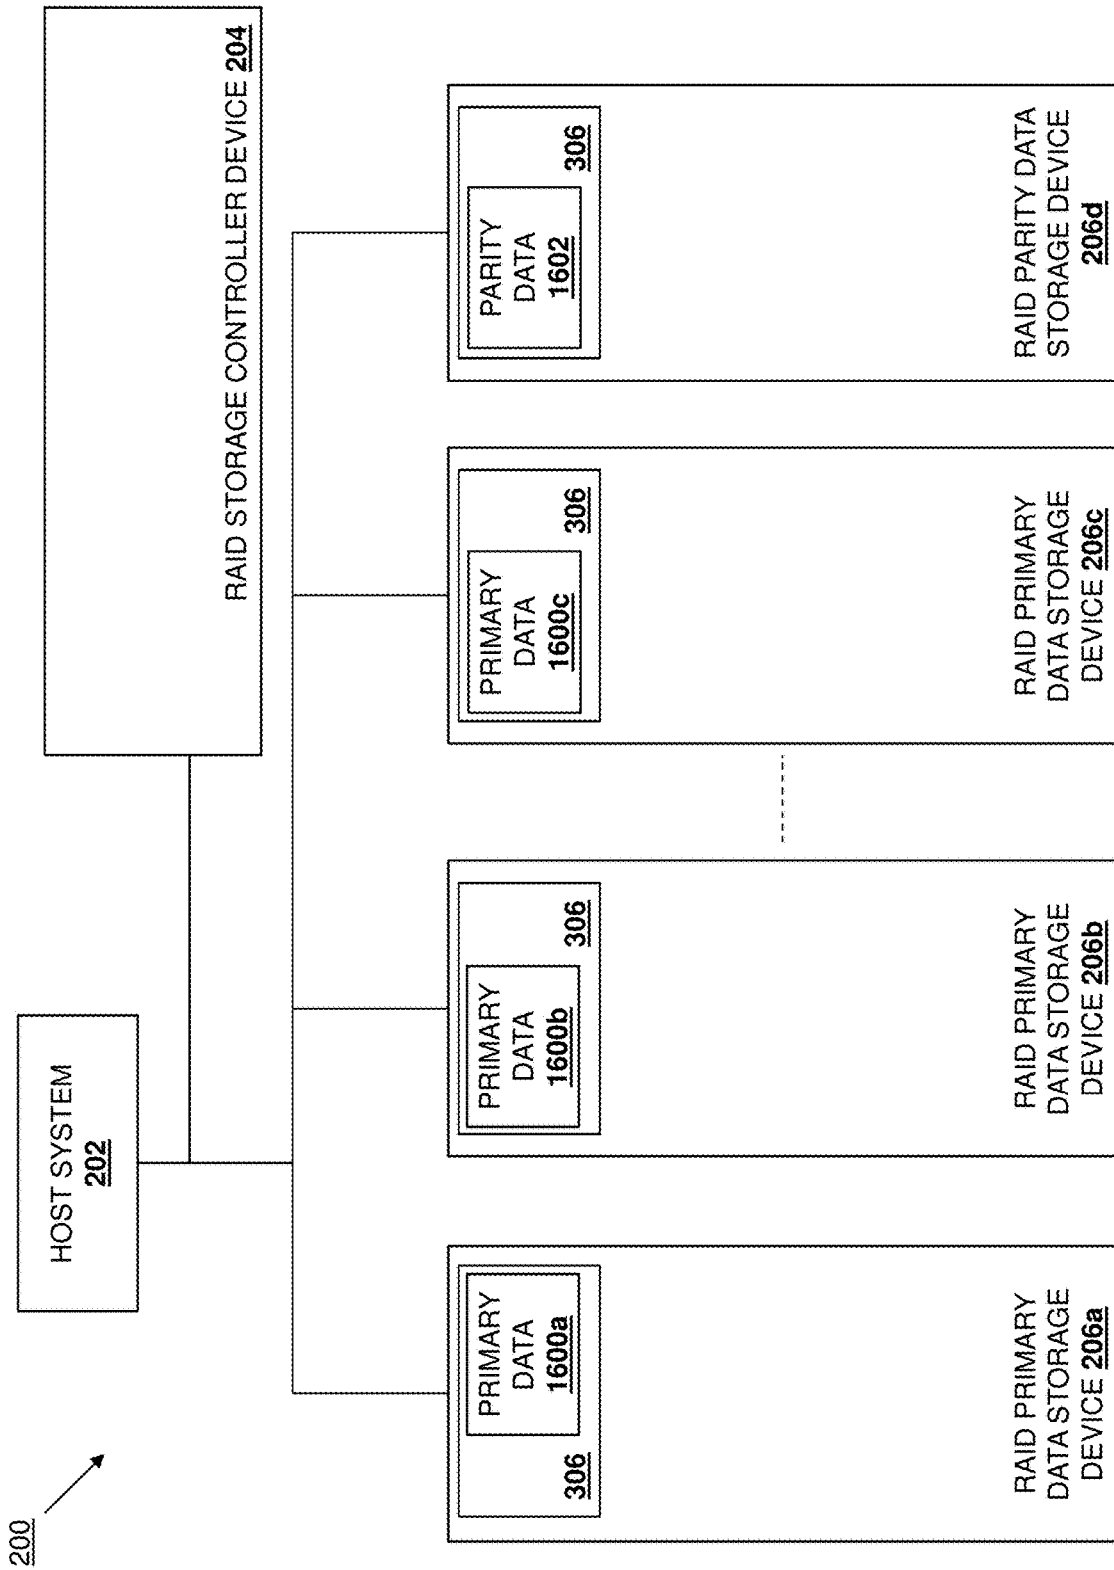 200
HOST SYSTEM
202
RAID STORAGE CONTROLLER DEVICE 204
306
PRIMARY
DATA
1600a
RAID PRIMARY
DATA STORAGE
DEVICE 206a
PRIMARY
DATA
1600b
306
RAID PRIMARY
DATA STORAGE
DEVICE 206b
PRIMARY
DATA
1600c
306
RAID PRIMARY
DATA STORAGE
DEVICE 206c
PARITY
DATA
1602
306
RAID PARITY DATA
STORAGE DEVICE
206d